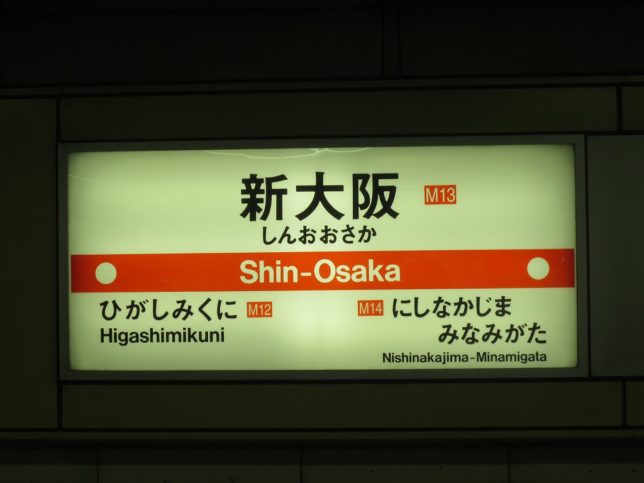 新大阪 M13
しんおおさか
Shin-Osaka
ひがしみくに M12
Higashimikuni
M14 にしなかじま
みなみがた
Nishinakajima-Minamigata